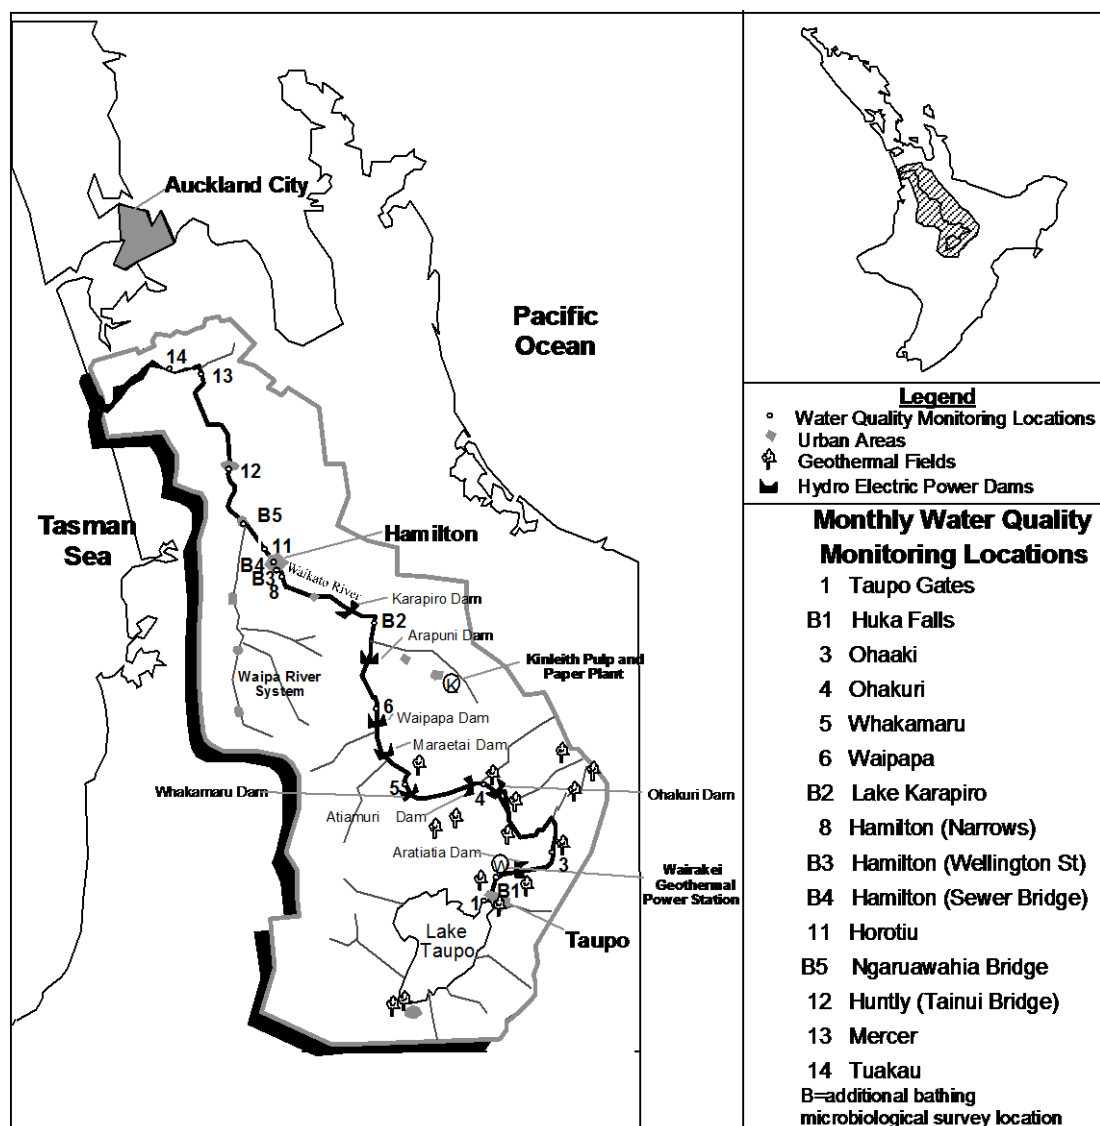 Auckland City
Pacific
Ocean
14
13
12
B5
Tasman
Sea
Hamilton
11
B4
B3
8
Waikato River
Karapiro Dam
B2
Arapuni Dam
Kinleith Pulp and
Paper Plant
K
Waipa River
System
6
Waipapa Dam
Maraetai Dam
Whakamaru Dam
5
4
Ohakuri Dam
Atiamuri Dam
Aratiatia Dam
W
3
Wairakei
Geothermal
Power Station
B1
1
Lake
Taupo
Taupo
Legend
Water Quality Monitoring Locations
Urban Areas
Geothermal Fields
Hydro Electric Power Dams
Monthly Water Quality
Monitoring Locations
1 Taupo Gates
B1 Huka Falls
3 Ohaaki
4 Ohakuri
5 Whakamaru
6 Waipapa
B2 Lake Karapiro
8 Hamilton (Narrows)
B3 Hamilton (Wellington St)
B4 Hamilton (Sewer Bridge)
11 Horotiu
B5 Ngaruawahia Bridge
12 Huntly (Tainui Bridge)
13 Mercer
14 Tuakau
B=additional bathing
microbiological survey location